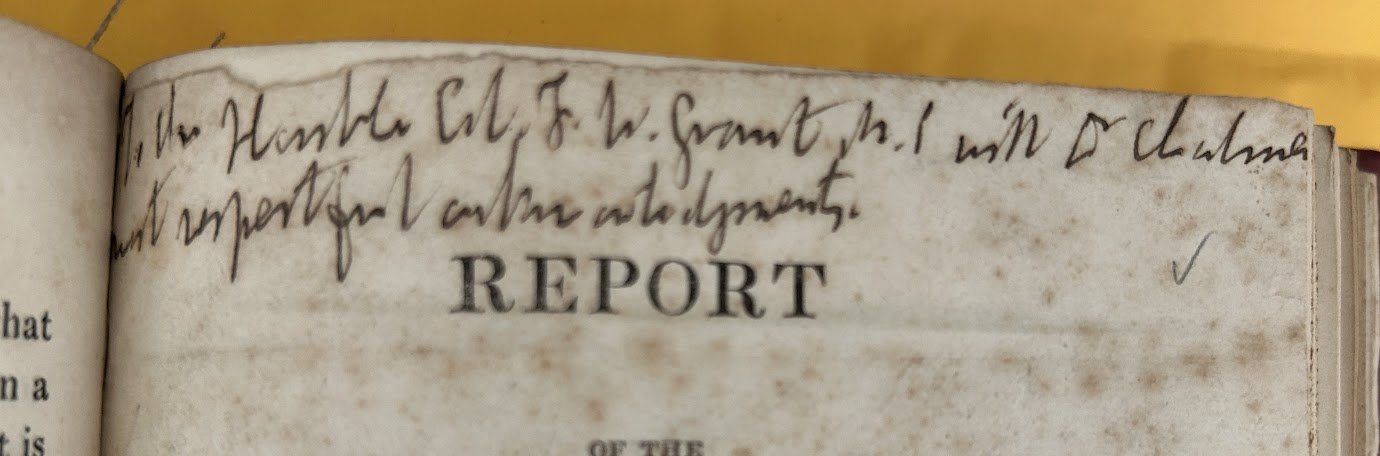 To the Honble Col. F. W. Grant, M.P. with Dr Chalmers
most respectful acknowledgments.
REPORT
OF THE
hat
n a
t is